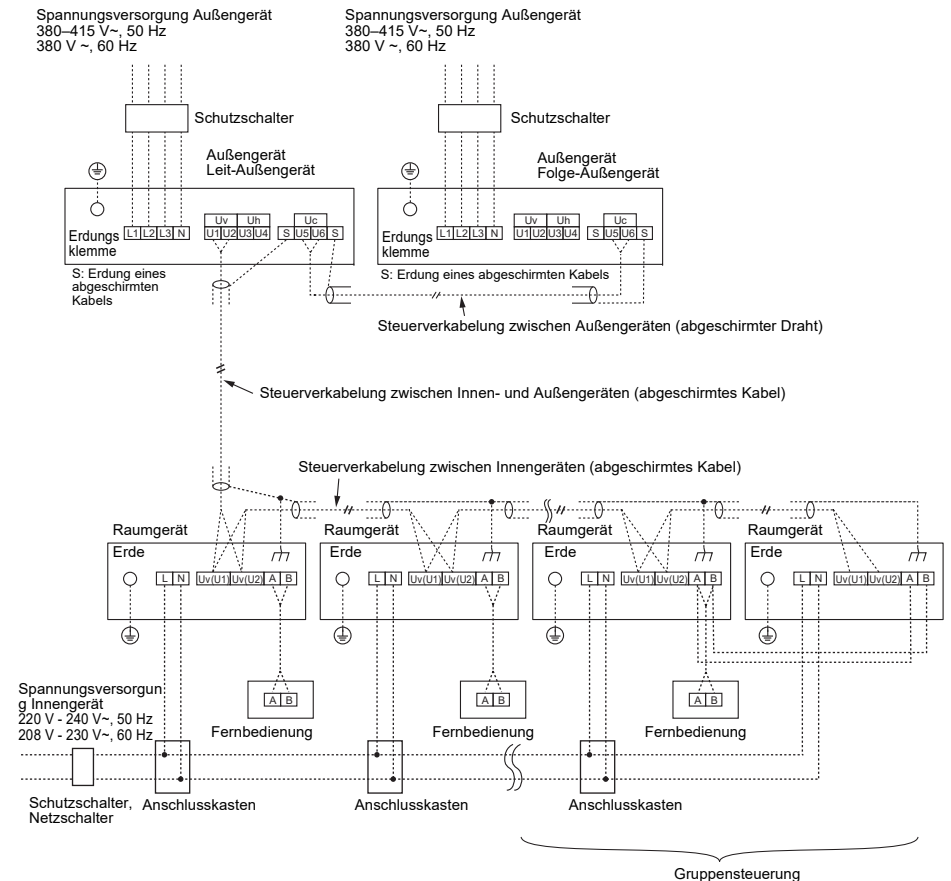 Spannungsversorgung Außengerät
380–415 V~, 50 Hz
380 V ~, 60 Hz
Spannungsversorgung Außengerät
380–415 V~, 50 Hz
380 V ~, 60 Hz
Schutzschalter
Schutzschalter
Außengerät
Leit-Außengerät
Außengerät
Folge-Außengerät
Erdungs
klemme
L1 L2 L3 N
Uv Uh
U1 U2 U3 U4
Uc
S U5 U6 S
Erdungs
klemme
L1 L2 L3 N
Uv Uh
U1 U2 U3 U4
Uc
S U5 U6 S
S: Erdung eines
abgeschirmten
Kabels
S: Erdung eines abgeschirmten Kabels
Steuerverkabelung zwischen Außengeräten (abgeschirmter Draht)
Steuerverkabelung zwischen Innen- und Außengeräten (abgeschirmtes Kabel)
Steuerverkabelung zwischen Innengeräten (abgeschirmtes Kabel)
Raumgerät
Raumgerät
Raumgerät
Raumgerät
Erde
L N Uv(U1) Uv(U2) A B
Erde
L N Uv(U1) Uv(U2) A B
Erde
L N Uv(U1) Uv(U2) A B
Erde
L N Uv(U1) Uv(U2) A B
A B
Fernbedienung
A B
Fernbedienung
A B
Fernbedienung
Spannungsversorgun
g Innengerät
220 V - 240 V~, 50 Hz
208 V - 230 V~, 60 Hz
Schutzschalter,
Netzschalter
Anschlusskasten
Anschlusskasten
Anschlusskasten
Gruppensteuerung